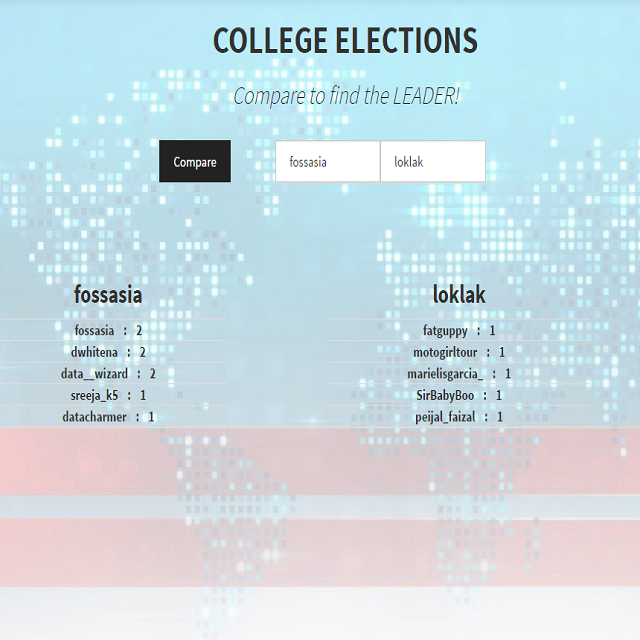 COLLEGE ELECTIONS
Compare to find the LEADER!
Compare fossasia loklak
fossasia
fossasia : 2
dwhitena : 2
data__wizard : 2
sreeja_k5 : 1
datacharmer : 1
loklak
fatguppy : 1
motogirltour : 1
marielisgarcia_ : 1
SirBabyBoo : 1
peijal_faizal : 1